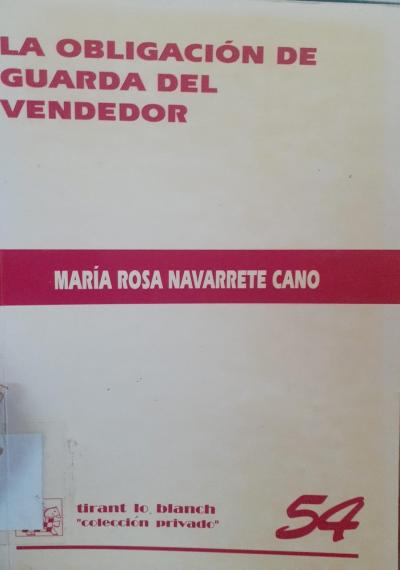 LA OBLIGACIÓN DE
GUARDA DEL
VENDEDOR
MARÍA ROSA NAVARRETE CANO
tirant lo blanch
"colección privado"
54